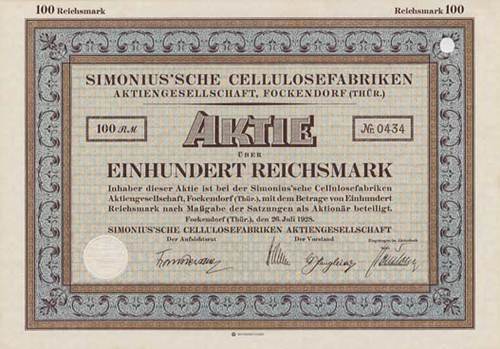 100 Reichsmark
Reichsmark 100
SIMONIUS'SCHE CELLULOSEFABRIKEN
AKTIENGESELLSCHAFT, FOCKENDORF (THÜR.)
100 RM
AKTIE
No 0434
ÜBER
EINHUNDERT REICHSMARK
Inhaber dieser Aktie ist bei der Simonius'sche Cellulosefabriken
Aktiengesellschaft, Fockendorf (Thür.), mit dem Betrage von Einhundert
Reichsmark nach Maßgabe der Satzungen als Aktionär beteiligt.
Fockendorf (Thür.), den 26. Juli 1928.
SIMONIUS'SCHE CELLULOSEFABRIKEN AKTIENGESELLSCHAFT
Der Aufsichtsrat
Der Vorstand